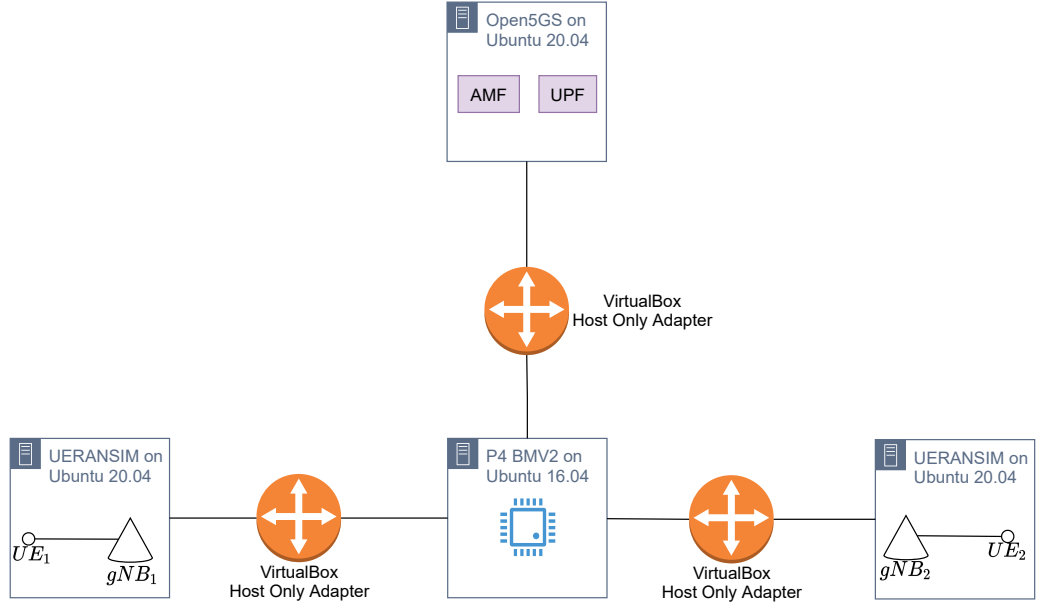 Open5GS on
Ubuntu 20.04
AMF
UPF
VirtualBox
Host Only Adapter
UERANSIM on
Ubuntu 20.04
UE₁
gNB₁
VirtualBox
Host Only Adapter
P4 BMV2 on
Ubuntu 16.04
VirtualBox
Host Only Adapter
UERANSIM on
Ubuntu 20.04
gNB₂
UE₂